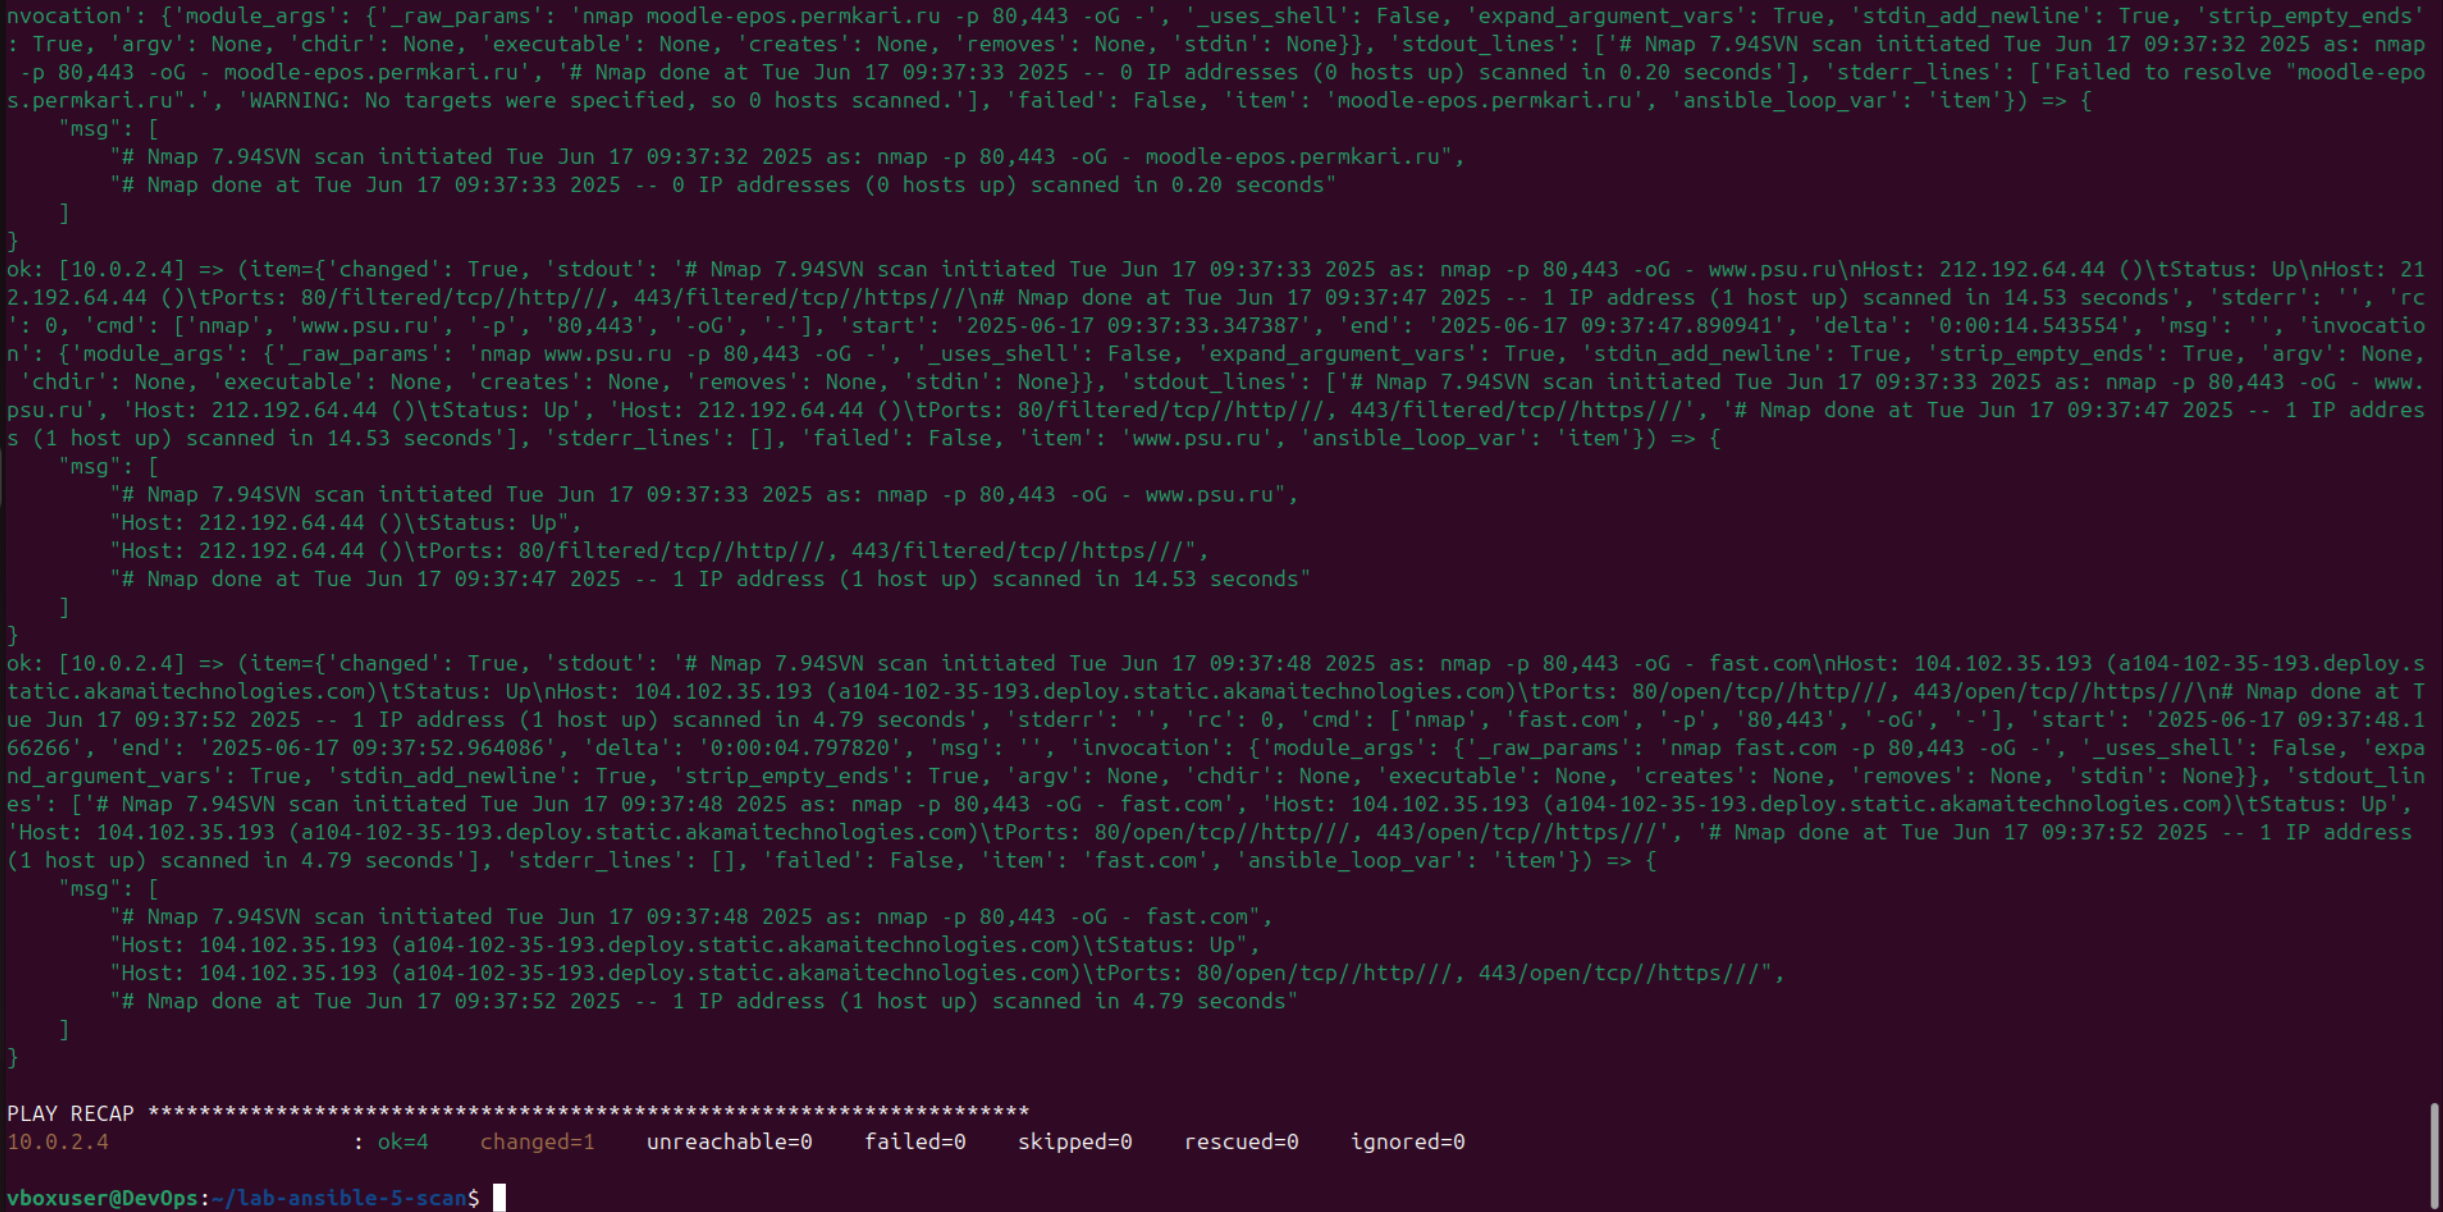 nvocation': {'module_args': {'_raw_params': 'nmap moodle-epos.permkari.ru -p 80,443 -oG -', '_uses_shell': False, 'expand_argument_vars': True, 'stdin_add_newline': True, 'strip_empty_ends'
: True, 'argv': None, 'chdir': None, 'executable': None, 'creates': None, 'removes': None, 'stdin': None}}, 'stdout_lines': ['# Nmap 7.94SVN scan initiated Tue Jun 17 09:37:32 2025 as: nmap
 -p 80,443 -oG - moodle-epos.permkari.ru', '# Nmap done at Tue Jun 17 09:37:33 2025 -- 0 IP addresses (0 hosts up) scanned in 0.20 seconds'], 'stderr_lines': ['Failed to resolve "moodle-epo
s.permkari.ru".', 'WARNING: No targets were specified, so 0 hosts scanned.'], 'failed': False, 'item': 'moodle-epos.permkari.ru', 'ansible_loop_var': 'item'}) => {
    "msg": [
        "# Nmap 7.94SVN scan initiated Tue Jun 17 09:37:32 2025 as: nmap -p 80,443 -oG - moodle-epos.permkari.ru",
        "# Nmap done at Tue Jun 17 09:37:33 2025 -- 0 IP addresses (0 hosts up) scanned in 0.20 seconds"
    ]
}
ok: [10.0.2.4] => (item={'changed': True, 'stdout': '# Nmap 7.94SVN scan initiated Tue Jun 17 09:37:33 2025 as: nmap -p 80,443 -oG - www.psu.ru\nHost: 212.192.64.44 ()\tStatus: Up\nHost: 21
2.192.64.44 ()\tPorts: 80/filtered/tcp//http///, 443/filtered/tcp//https///\n# Nmap done at Tue Jun 17 09:37:47 2025 -- 1 IP address (1 host up) scanned in 14.53 seconds', 'stderr': '', 'rc
': 0, 'cmd': ['nmap', 'www.psu.ru', '-p', '80,443', '-oG', '-'], 'start': '2025-06-17 09:37:33.347387', 'end': '2025-06-17 09:37:47.890941', 'delta': '0:00:14.543554', 'msg': '', 'invocatio
n': {'module_args': {'_raw_params': 'nmap www.psu.ru -p 80,443 -oG -', '_uses_shell': False, 'expand_argument_vars': True, 'stdin_add_newline': True, 'strip_empty_ends': True, 'argv': None,
 'chdir': None, 'executable': None, 'creates': None, 'removes': None, 'stdin': None}}, 'stdout_lines': ['# Nmap 7.94SVN scan initiated Tue Jun 17 09:37:33 2025 as: nmap -p 80,443 -oG - www.
psu.ru', 'Host: 212.192.64.44 ()\tStatus: Up', 'Host: 212.192.64.44 ()\tPorts: 80/filtered/tcp//http///, 443/filtered/tcp//https///', '# Nmap done at Tue Jun 17 09:37:47 2025 -- 1 IP addres
s (1 host up) scanned in 14.53 seconds'], 'stderr_lines': [], 'failed': False, 'item': 'www.psu.ru', 'ansible_loop_var': 'item'}) => {
    "msg": [
        "# Nmap 7.94SVN scan initiated Tue Jun 17 09:37:33 2025 as: nmap -p 80,443 -oG - www.psu.ru",
        "Host: 212.192.64.44 ()\tStatus: Up",
        "Host: 212.192.64.44 ()\tPorts: 80/filtered/tcp//http///, 443/filtered/tcp//https///",
        "# Nmap done at Tue Jun 17 09:37:47 2025 -- 1 IP address (1 host up) scanned in 14.53 seconds"
    ]
}
ok: [10.0.2.4] => (item={'changed': True, 'stdout': '# Nmap 7.94SVN scan initiated Tue Jun 17 09:37:48 2025 as: nmap -p 80,443 -oG - fast.com\nHost: 104.102.35.193 (a104-102-35-193.deploy.s
tatic.akamaitechnologies.com)\tStatus: Up\nHost: 104.102.35.193 (a104-102-35-193.deploy.static.akamaitechnologies.com)\tPorts: 80/open/tcp//http///, 443/open/tcp//https///\n# Nmap done at T
ue Jun 17 09:37:52 2025 -- 1 IP address (1 host up) scanned in 4.79 seconds', 'stderr': '', 'rc': 0, 'cmd': ['nmap', 'fast.com', '-p', '80,443', '-oG', '-'], 'start': '2025-06-17 09:37:48.1
66266', 'end': '2025-06-17 09:37:52.964086', 'delta': '0:00:04.797820', 'msg': '', 'invocation': {'module_args': {'_raw_params': 'nmap fast.com -p 80,443 -oG -', '_uses_shell': False, 'expa
nd_argument_vars': True, 'stdin_add_newline': True, 'strip_empty_ends': True, 'argv': None, 'chdir': None, 'executable': None, 'creates': None, 'removes': None, 'stdin': None}}, 'stdout_lin
es': ['# Nmap 7.94SVN scan initiated Tue Jun 17 09:37:48 2025 as: nmap -p 80,443 -oG - fast.com', 'Host: 104.102.35.193 (a104-102-35-193.deploy.static.akamaitechnologies.com)\tStatus: Up',
'Host: 104.102.35.193 (a104-102-35-193.deploy.static.akamaitechnologies.com)\tPorts: 80/open/tcp//http///, 443/open/tcp//https///', '# Nmap done at Tue Jun 17 09:37:52 2025 -- 1 IP address
(1 host up) scanned in 4.79 seconds'], 'stderr_lines': [], 'failed': False, 'item': 'fast.com', 'ansible_loop_var': 'item'}) => {
    "msg": [
        "# Nmap 7.94SVN scan initiated Tue Jun 17 09:37:48 2025 as: nmap -p 80,443 -oG - fast.com",
        "Host: 104.102.35.193 (a104-102-35-193.deploy.static.akamaitechnologies.com)\tStatus: Up",
        "Host: 104.102.35.193 (a104-102-35-193.deploy.static.akamaitechnologies.com)\tPorts: 80/open/tcp//http///, 443/open/tcp//https///",
        "# Nmap done at Tue Jun 17 09:37:52 2025 -- 1 IP address (1 host up) scanned in 4.79 seconds"
    ]
}
PLAY RECAP *********************************************************************
10.0.2.4                   : ok=4    changed=1    unreachable=0    failed=0    skipped=0    rescued=0    ignored=0
vboxuser@DevOps:~/lab-ansible-5-scan$